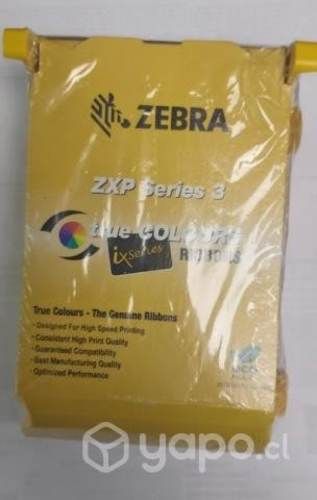 ZEBRA
ZXP Series 3
true COLOURS
ix Series
RIBBONS
True Colours - The Genuine Ribbons
- Designed For High Speed Printing
- Consistent High Print Quality
- Guaranteed Compatibility
- Best Manufacturing Quality
- Optimized Performance
yapo.cl